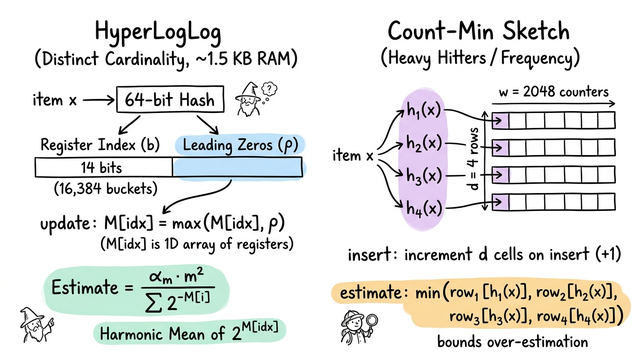 HyperLogLog
(Distinct Cardinality, ~1.5 KB RAM)
item x
64-bit Hash
?
Register Index (b)
Leading Zeros (ρ)
14 bits
(16,384 buckets)
update: M[idx] = max(M[idx], ρ)
(M[idx] is 1D array of registers)
Estimate = αₘ · m² / ∑ 2^-M[i]
Harmonic Mean of 2^M[idx]
Count-Min Sketch
(Heavy Hitters / Frequency)
w = 2048 counters
item x
h₁(x)
h₂(x)
h₃(x)
h₄(x)
d = 4 rows
insert: increment d cells on insert (+1)
estimate: min(row₁[h₁(x)], row₂[h₂(x)],
row₃[h₃(x)], row₄[h₄(x)])
bounds over-estimation